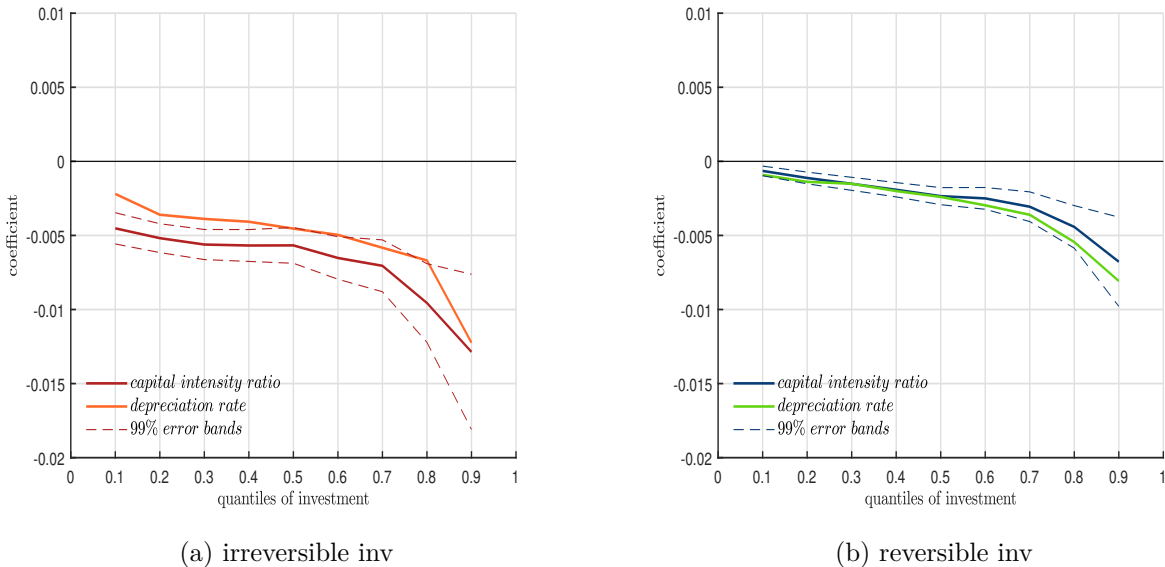 0.01
0.005
0
-0.005
-0.01
-0.015
-0.02
coefficient
capital intensity ratio
depreciation rate
99% error bands
0 0.1 0.2 0.3 0.4 0.5 0.6 0.7 0.8 0.9 1
quantiles of investment
(a) irreversible inv
0.01
0.005
0
-0.005
-0.01
-0.015
-0.02
coefficient
capital intensity ratio
depreciation rate
99% error bands
0 0.1 0.2 0.3 0.4 0.5 0.6 0.7 0.8 0.9 1
quantiles of investment
(b) reversible inv